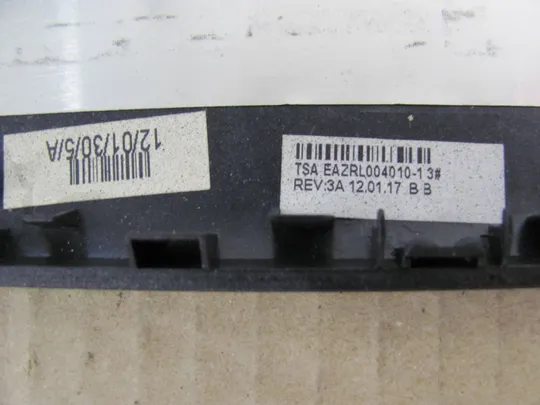 12/01/30/5/A
TSA EAZRL004010-1 3#
REV:3A 12.01.17 B B